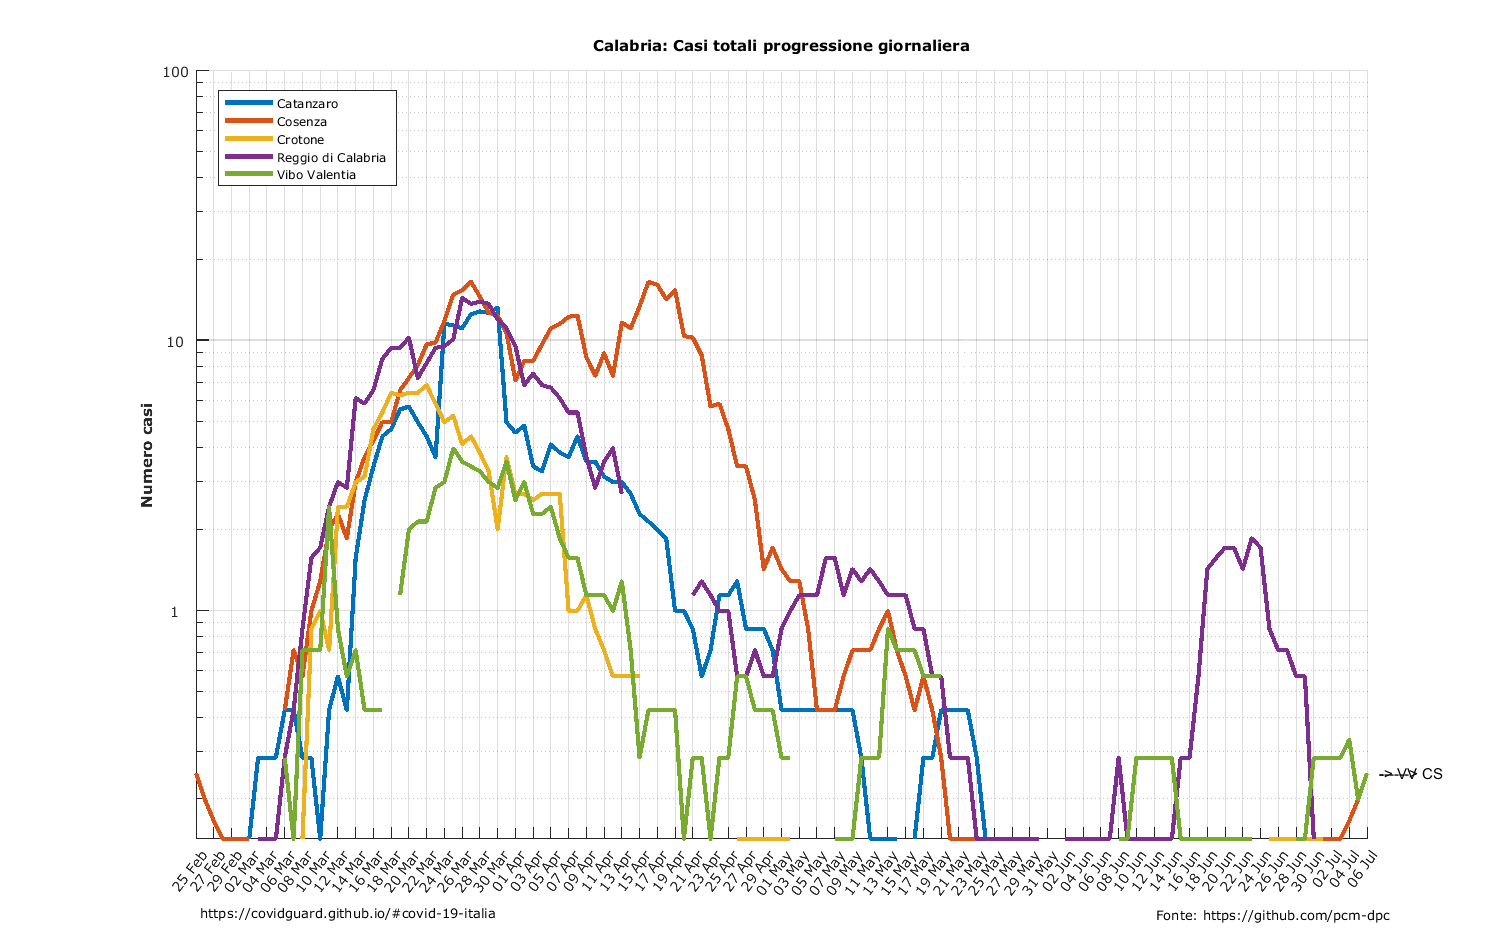 Calabria: Casi totali progressione giornaliera
100
10
1
Numero casi
Catanzaro
Cosenza
Crotone
Reggio di Calabria
Vibo Valentia
25 Feb
27 Feb
29 Feb
02 Mar
04 Mar
06 Mar
08 Mar
10 Mar
12 Mar
14 Mar
16 Mar
18 Mar
20 Mar
22 Mar
24 Mar
26 Mar
28 Mar
30 Mar
01 Apr
03 Apr
05 Apr
07 Apr
09 Apr
11 Apr
13 Apr
15 Apr
17 Apr
19 Apr
21 Apr
23 Apr
25 Apr
27 Apr
29 Apr
01 May
03 May
05 May
07 May
09 May
11 May
13 May
15 May
17 May
19 May
21 May
23 May
25 May
27 May
29 May
31 May
02 Jun
04 Jun
06 Jun
08 Jun
10 Jun
12 Jun
14 Jun
16 Jun
18 Jun
20 Jun
22 Jun
24 Jun
26 Jun
28 Jun
30 Jun
02 Jul
04 Jul
06 Jul
CS
https://covidguard.github.io/#covid-19-italia
Fonte: https://github.com/pcm-dpc